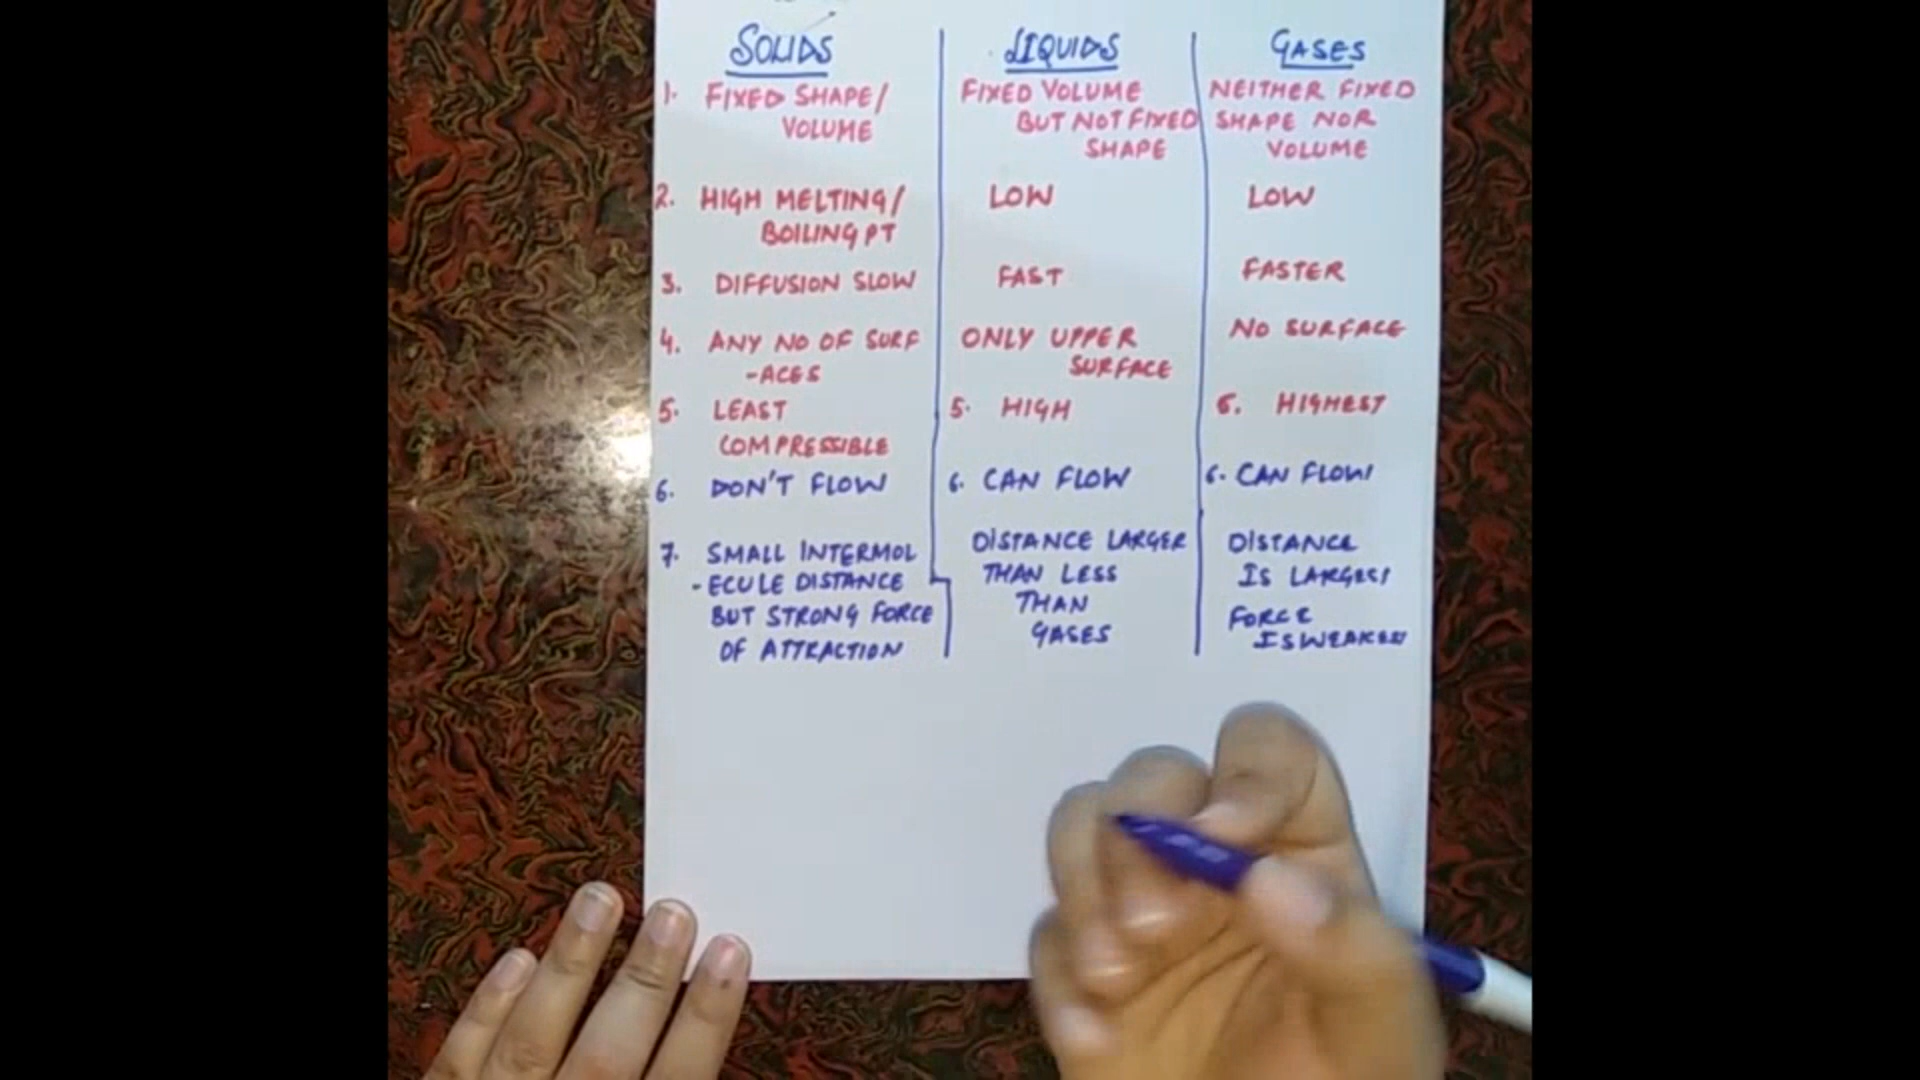 SOLIDS
LIQUIDS
GASES
1. FIXED SHAPE/
VOLUME
FIXED VOLUME
BUT NOT FIXED
SHAPE
NEITHER FIXED
SHAPE NOR
VOLUME
2. HIGH MELTING/
BOILING PT
LOW
LOW
3. DIFFUSION SLOW
FAST
FASTER
4. ANY NO OF SURF
-ACES
ONLY UPPER
SURFACE
NO SURFACE
5. LEAST
COMPRESSIBLE
5. HIGH
HIGHEST
6. DON'T FLOW
6. CAN FLOW
6. CAN FLOW
7. SMALL INTERMOL
-ECULE DISTANCE
BUT STRONG FORCE
OF ATTRACTION
DISTANCE LARGER
THAN LESS
THAN
GASES
DISTANCE
IS LARGEST
FORCE
IS WEAKEST